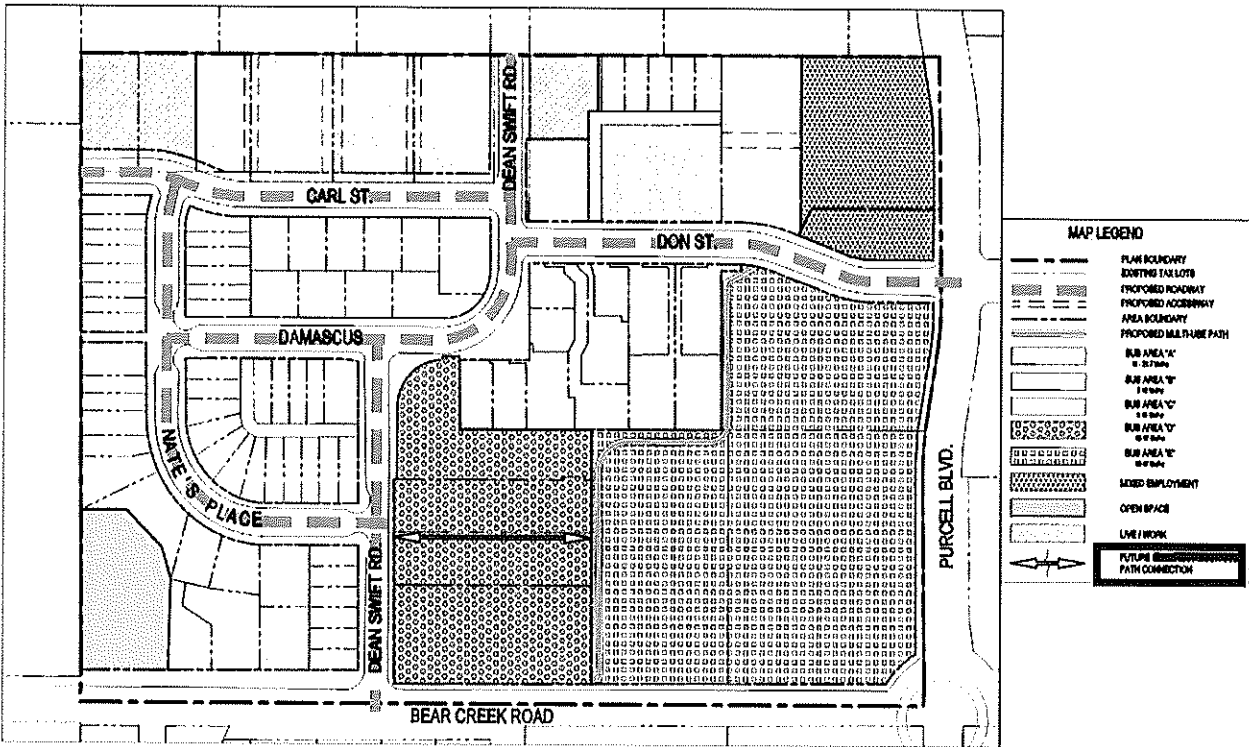 DEAN SWIFT RD.
CARL ST.
DON ST.
DAMASCUS
NATE'S PLACE
DEAN SWIFT RD.
PURCELL BLVD.
BEAR CREEK ROAD
MAP LEGEND
PLAN BOUNDARY
EXISTING TAX LOTS
PROPOSED ROADWAY
PROPOSED ACCESSWAY
AREA BOUNDARY
PROPOSED MULTI-USE PATH
SUB AREA "A"
SUB AREA "B"
SUB AREA "C"
SUB AREA "D"
SUB AREA "E"
MIXED EMPLOYMENT
OPEN SPACE
LIVE / WORK
FUTURE
PATH CONNECTION